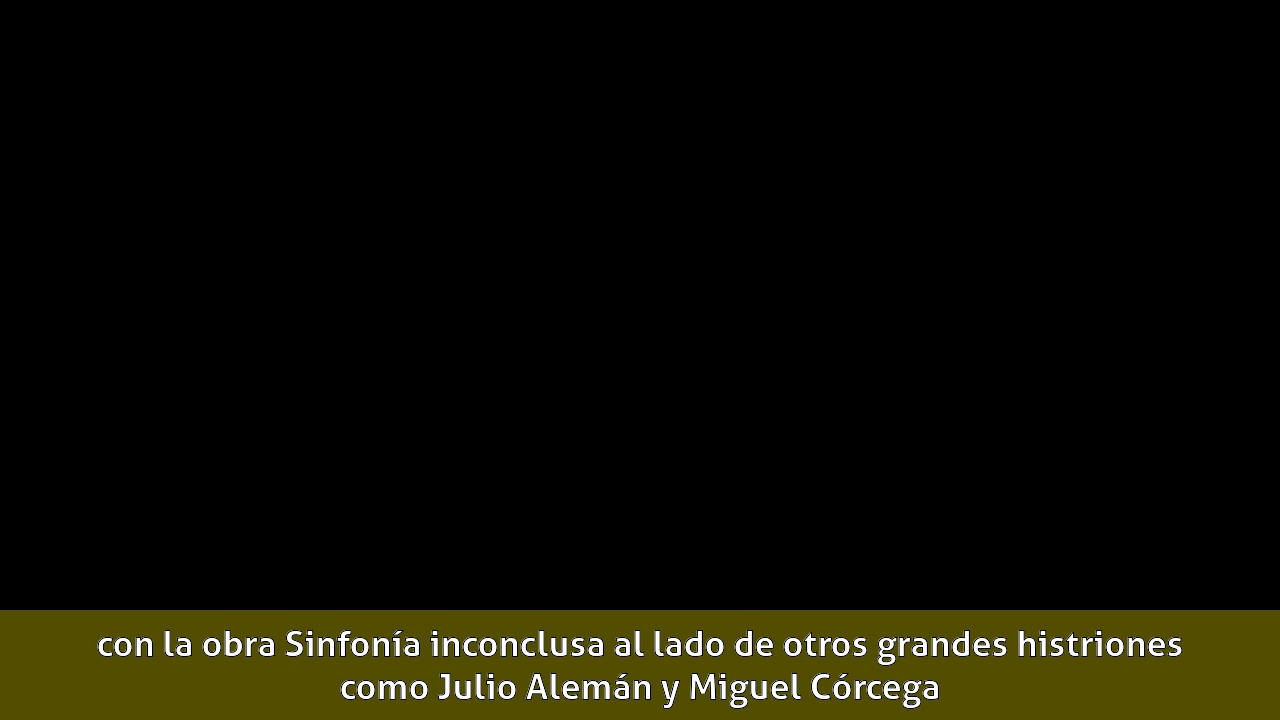 con la obra Sinfonía inconclusa al lado de otros grandes histriones
como Julio Alemán y Miguel Córcega